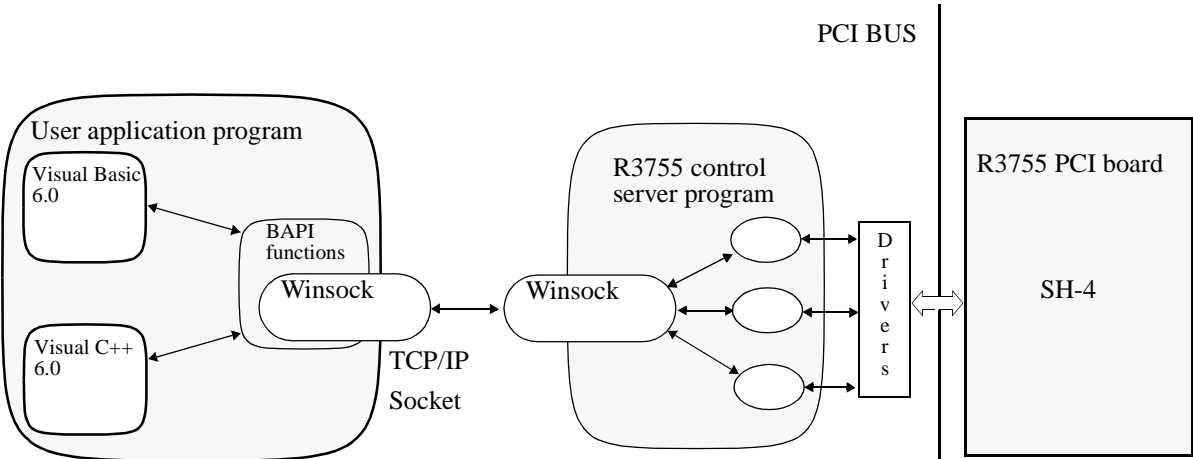 PCI BUS
User application program
Visual Basic
6.0
BAPI
functions
Winsock
Visual C++
6.0
TCP/IP
Socket
R3755 control
server program
Winsock
D
r
i
v
e
r
s
R3755 PCI board
SH-4